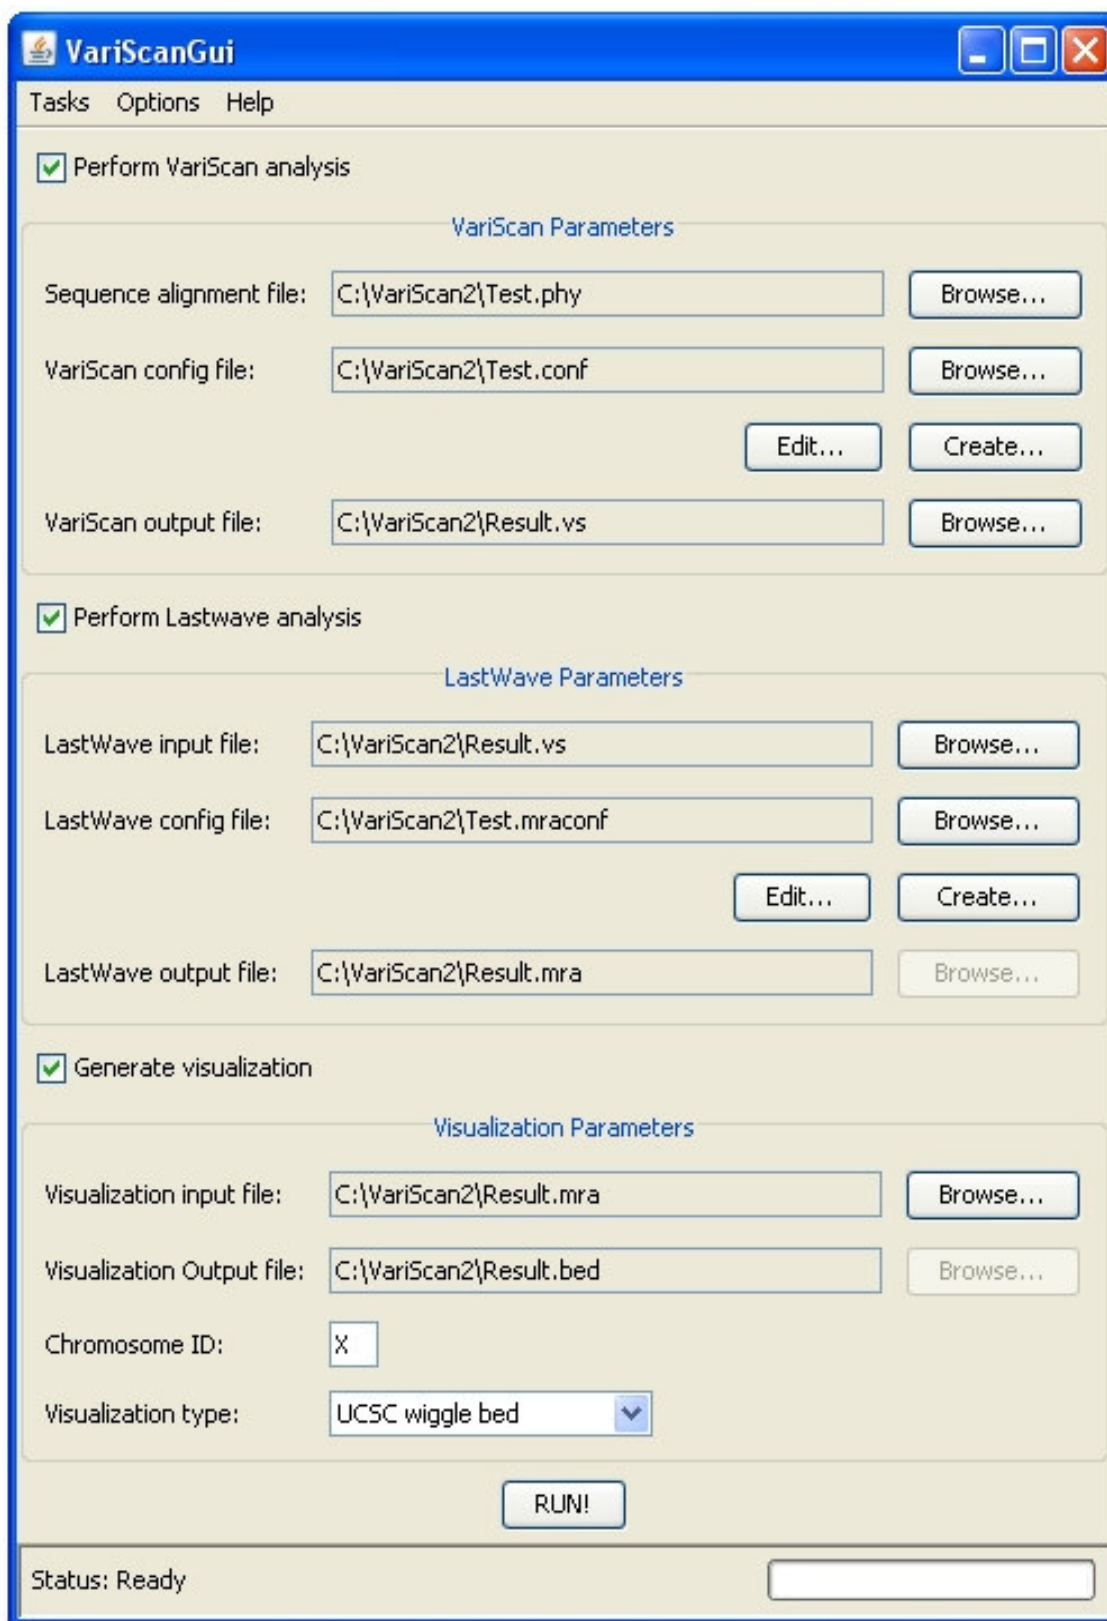 VariScanGui
Tasks Options Help
Perform VariScan analysis
VariScan Parameters
Sequence alignment file: C:\VariScan2\Test.phy Browse...
VariScan config file: C:\VariScan2\Test.conf Browse...
Edit... Create...
VariScan output file: C:\VariScan2\Result.vs Browse...
Perform Lastwave analysis
LastWave Parameters
LastWave input file: C:\VariScan2\Result.vs Browse...
LastWave config file: C:\VariScan2\Test.mraconf Browse...
Edit... Create...
LastWave output file: C:\VariScan2\Result.mra Browse...
Generate visualization
Visualization Parameters
Visualization input file: C:\VariScan2\Result.mra Browse...
Visualization Output file: C:\VariScan2\Result.bed Browse...
Chromosome ID: X
Visualization type: UCSC wiggle bed
RUN!
Status: Ready